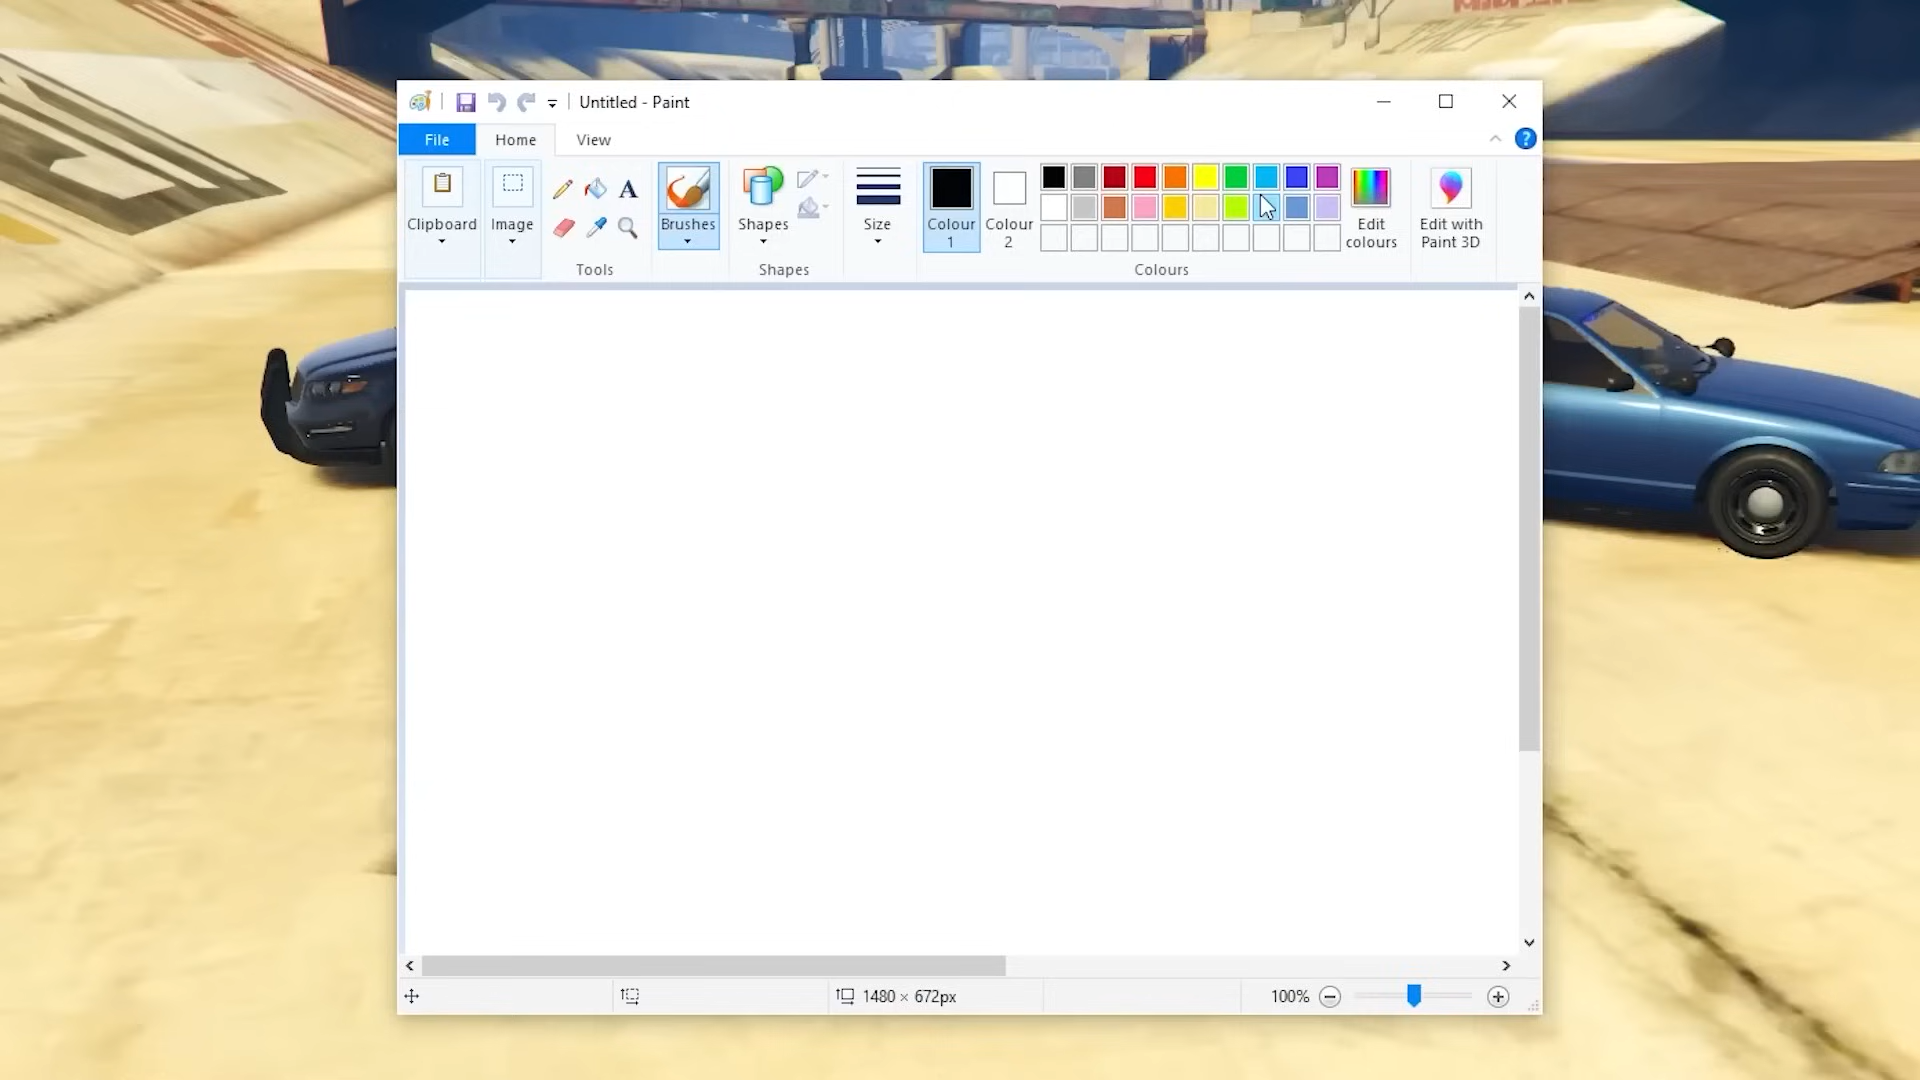 Untitled - Paint
File
Home
View
?
Clipboard
Image
A
Brushes
Shapes
Size
Colour
1
Colour
2
Edit
colours
Edit with
Paint 3D
Tools
Shapes
Colours
1480 × 672px
100%